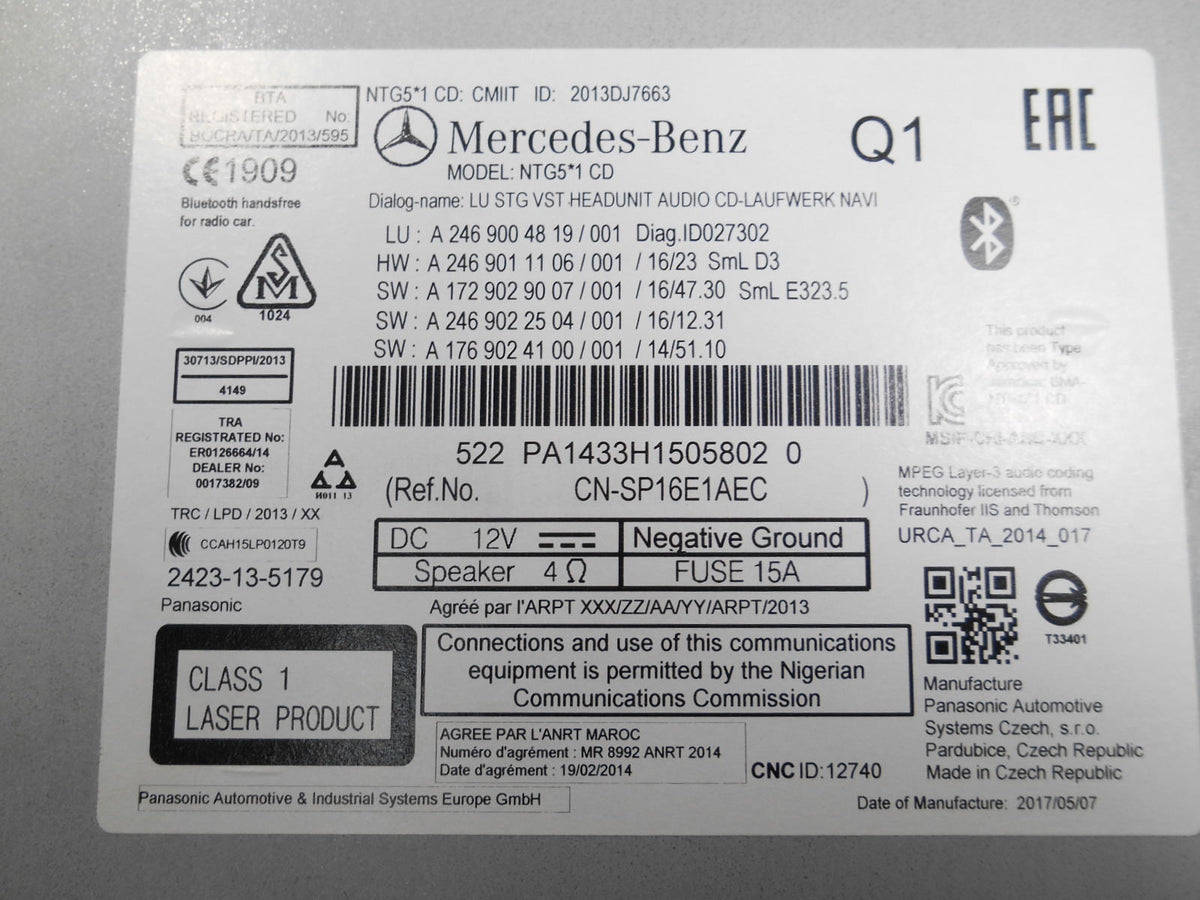 BTA
REGISTERED No:
BOCRA/TA/2013/595
NTG5*1 CD: CMIIT ID: 2013DJ7663
Mercedes-Benz
MODEL: NTG5*1 CD
Q1
EAC
CE1909
Bluetooth handsfree
for radio car.
Dialog-name: LU STG VST-HEADUNIT AUDIO CD-LAUFWERK NAVI
LU : A 246 900 48 19 / 001 Diag.ID027302
HW : A 246 901 11 06 / 001 / 16/23 SmL D3
SW : A 172 902 90 07 / 001 / 16/47.30 SmL E323.5
SW : A 246 902 25 04 / 001 / 16/12.31
SW : A 176 902 41 00 / 001 / 14/51.10
004
SM
1024
This product
has been Type
Approved by
30713/SDPPI/2013
4149
TRA
REGISTRATED No:
ER0126664/14
DEALER No:
0017382/09
И011 13
522 PA1433H1505802 0
(Ref.No. CN-SP16E1AEC )
TRC / LPD / 2013 / XX
CCAH15LP0120T9
2423-13-5179
Panasonic
DC 12V
Negative Ground
Speaker 4 Ω
FUSE 15A
MPEG Layer-3 audio coding
technology licensed from
Fraunhofer IIS and Thomson
URCA_TA_2014_017
Agréé par l'ARPT XXX/ZZ/AA/YY/ARPT/2013
CLASS 1
LASER PRODUCT
Connections and use of this communications
equipment is permitted by the Nigerian
Communications Commission
T33401
AGREE PAR L'ANRT MAROC
Numéro d'agrément : MR 8992 ANRT 2014
Date d'agrément : 19/02/2014
CNC ID:12740
Manufacture
Panasonic Automotive
Systems Czech, s.r.o.
Pardubice, Czech Republic
Made in Czech Republic
Panasonic Automotive & Industrial Systems Europe GmbH
Date of Manufacture: 2017/05/07